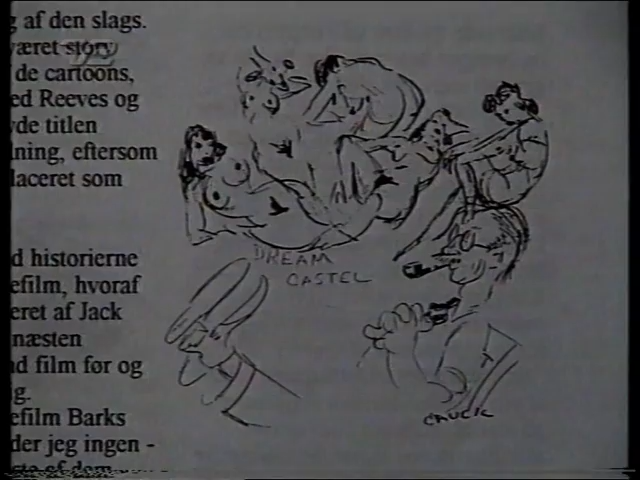 g af den slags.
været story
de cartoons,
ed Reeves og
de titlen
ning, eftersom
laceret som
d historierne
efilm, hvoraf
eret af Jack
næsten
d film før og
g.
efilm Barks
der jeg ingen -
DREAM
CASTEL
CHUCK